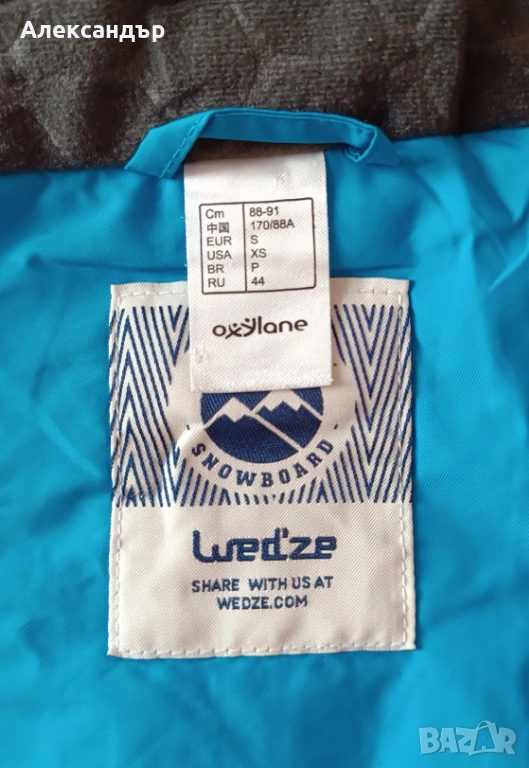 Александър
Cm 88-91
中国 170/88A
EUR S
USA XS
BR P
RU 44
oxylane
SNOWBOARD
Wed'ze
SHARE WITH US AT
WEDZE.COM
BAZAR